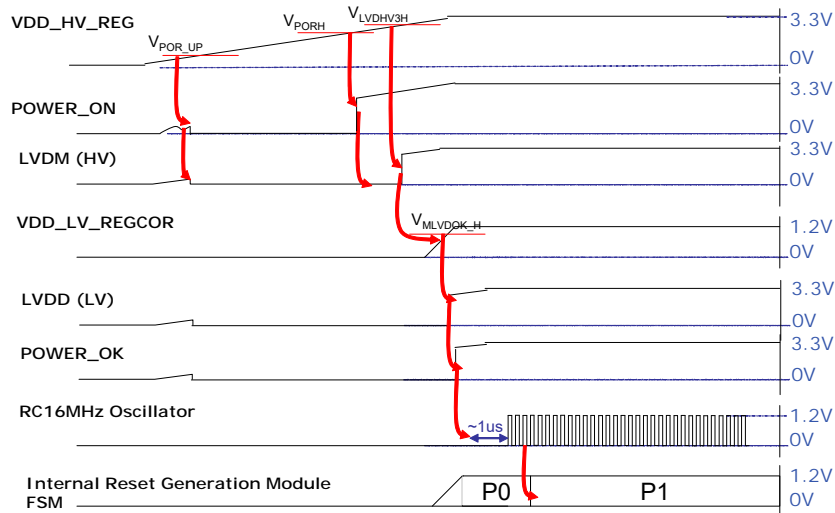 VDD_HV_REG
V_POR_UP
V_PORH
V_LVDHV3H
3.3V
0V
POWER_ON
3.3V
0V
LVDM (HV)
3.3V
0V
VDD_LV_REGCOR
V_MLVDOK_H
1.2V
0V
LVDD (LV)
3.3V
0V
POWER_OK
3.3V
0V
RC16MHz Oscillator
~1us
1.2V
0V
Internal Reset Generation Module
FSM
P0
P1
1.2V
0V